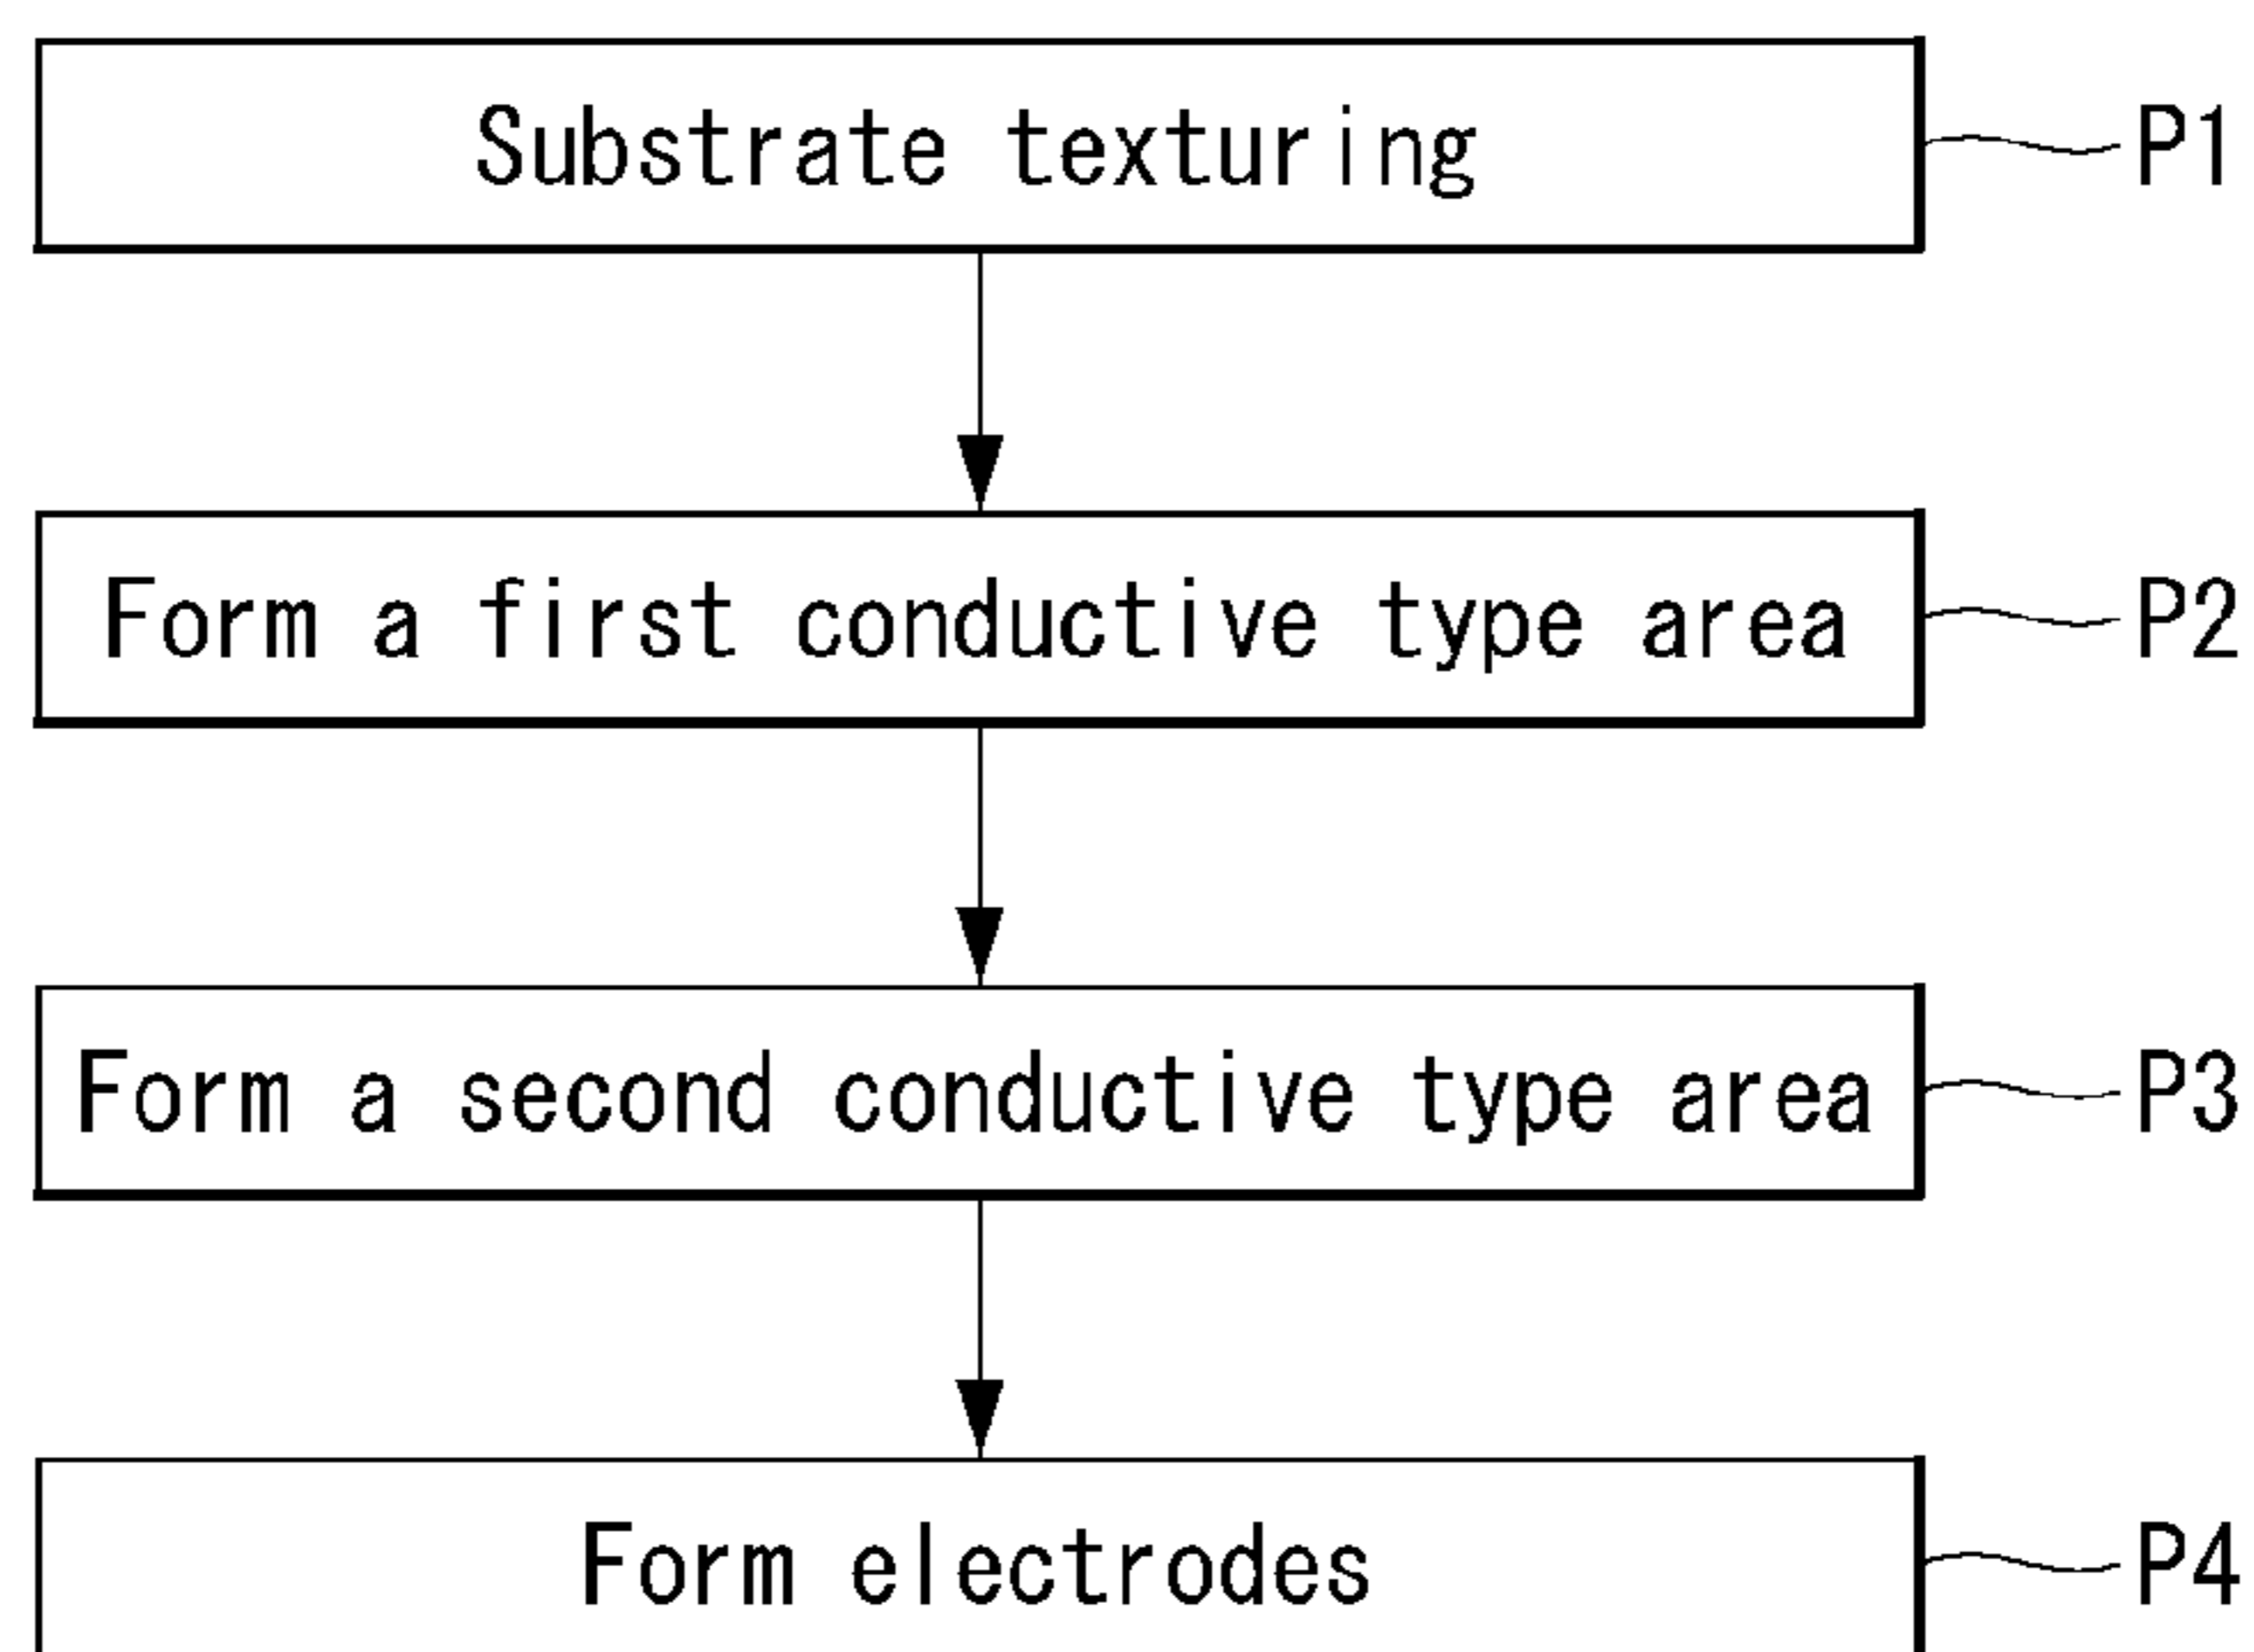 Substrate texturing P1
Form a first conductive type area P2
Form a second conductive type area P3
Form electrodes P4